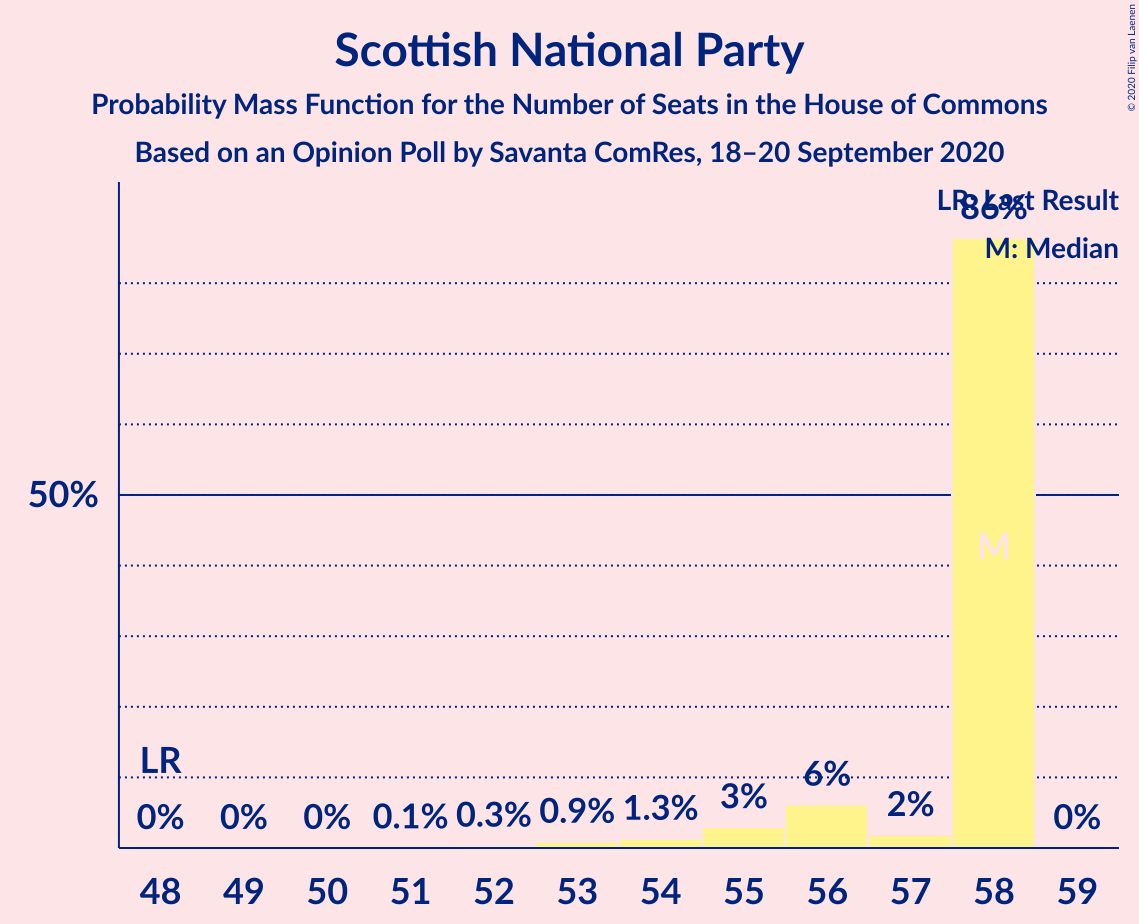 Scottish National Party
Probability Mass Function for the Number of Seats in the House of Commons
Based on an Opinion Poll by Savanta ComRes, 18–20 September 2020
© 2020 Filip van Laenen
LR: Last Result
86%
M: Median
50%
M
LR
0% 0% 0% 0.1% 0.3% 0.9% 1.3% 3% 6% 2% 0%
48 49 50 51 52 53 54 55 56 57 58 59